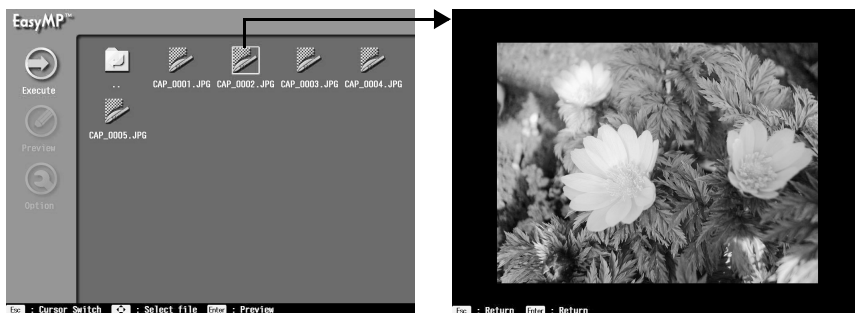 EasyMP™
Execute
Preview
Option
..
CAP_0001.JPG CAP_0002.JPG CAP_0003.JPG CAP_0004.JPG
CAP_0005.JPG
Esc : Cursor Switch : Select file Enter : Preview
Esc : Return Enter : Return